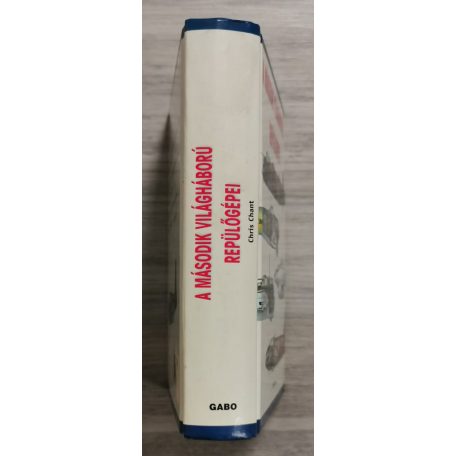 A MÁSODIK VILÁGHÁBORÚ
REPÜLŐGÉPEI
Chris Chant
GABO